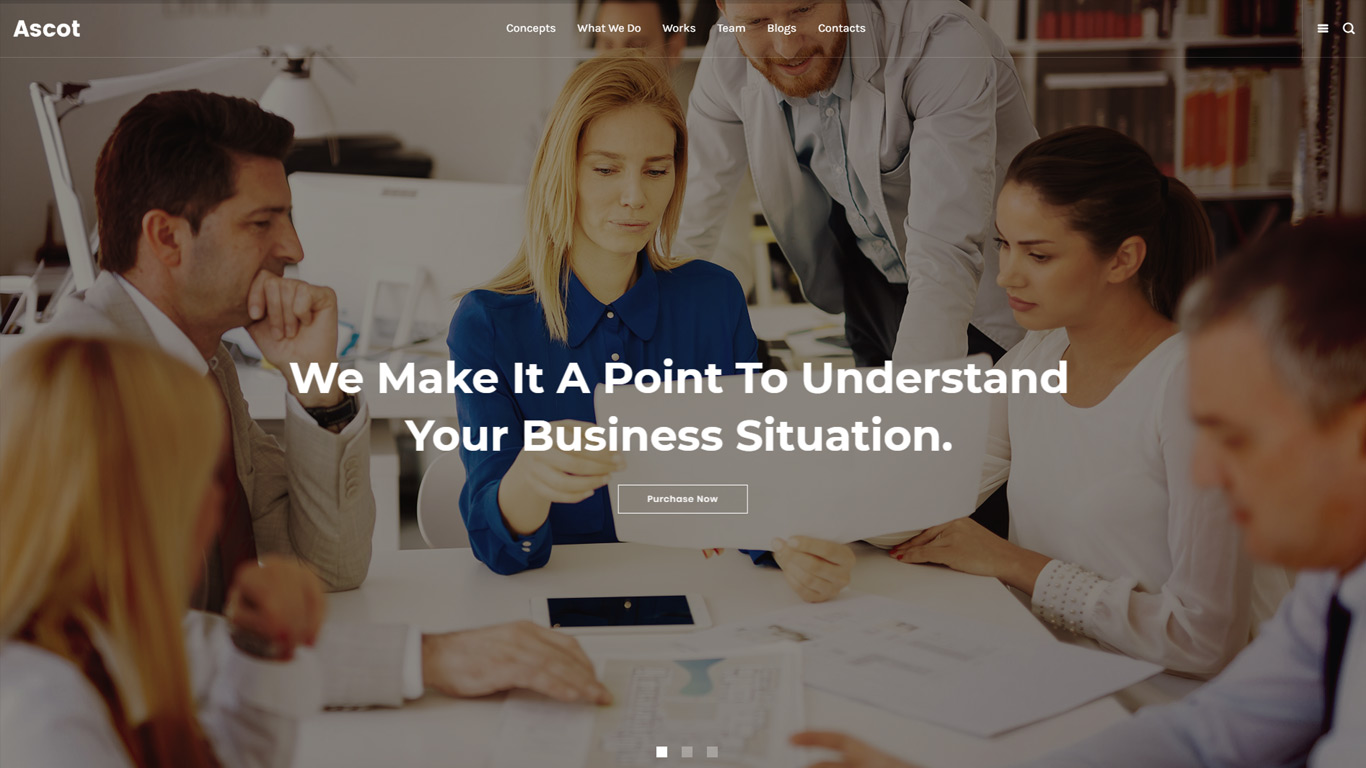 Ascot
Concepts What We Do Works Team Blogs Contacts
We Make It A Point To Understand
Your Business Situation.
Purchase Now